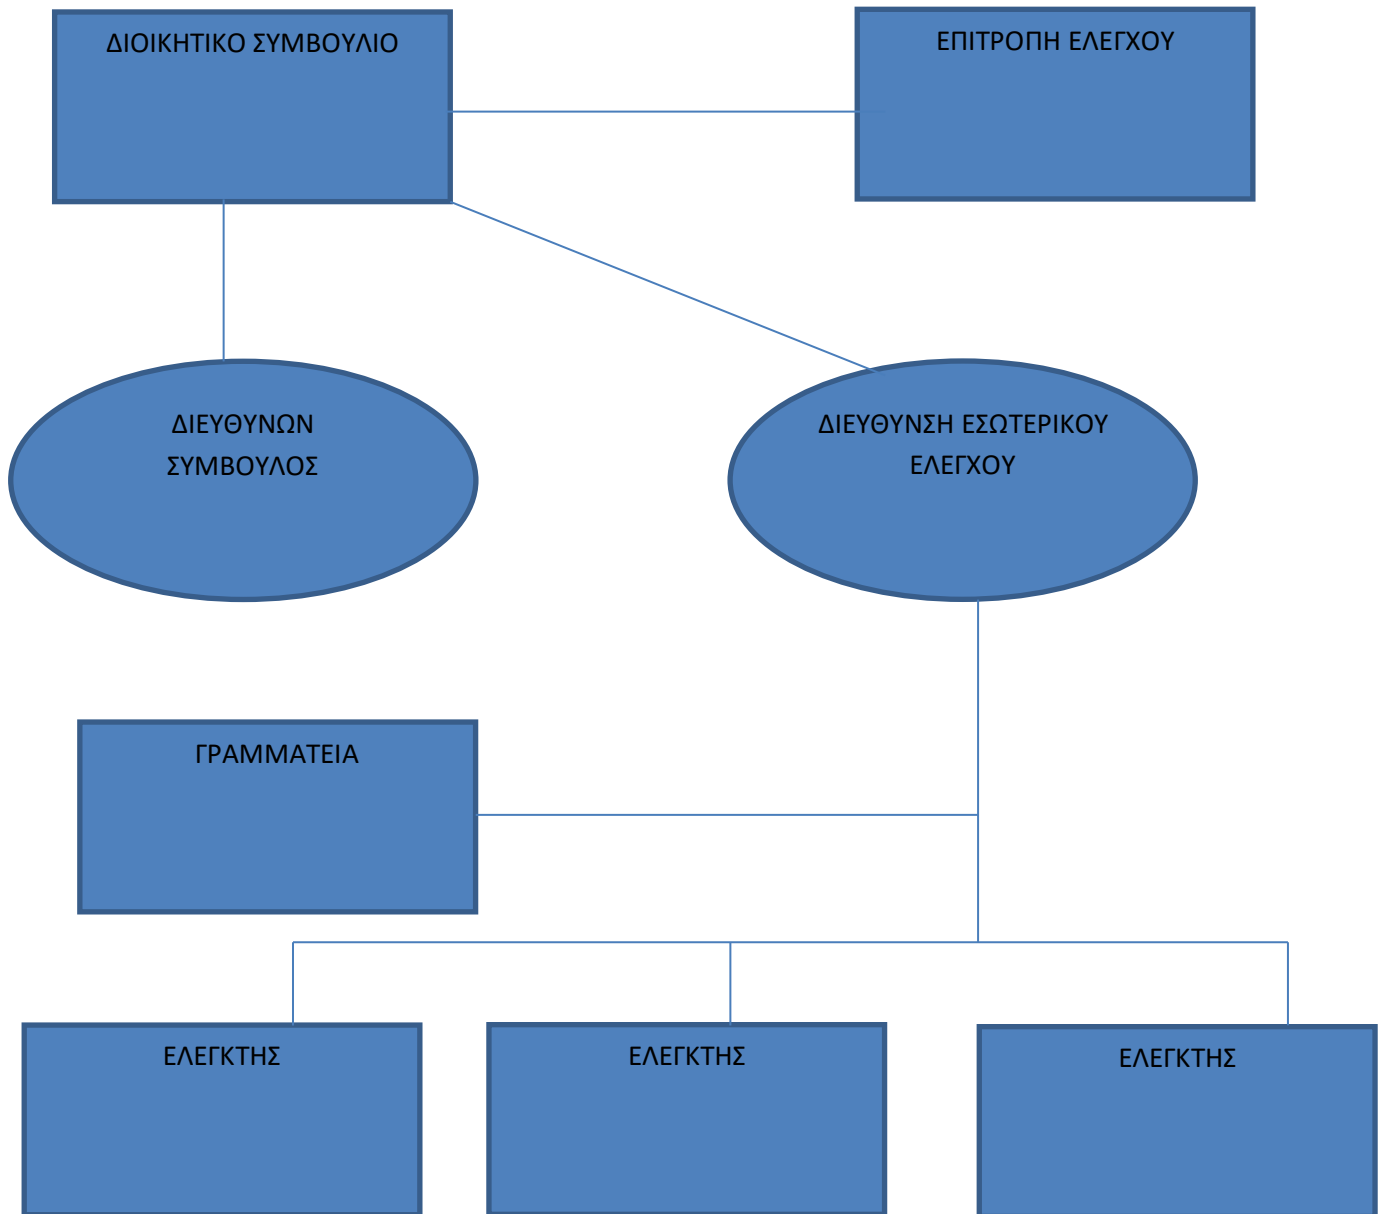 ΔΙΟΙΚΗΤΙΚΟ ΣΥΜΒΟΥΛΙΟ
ΕΠΙΤΡΟΠΗ ΕΛΕΓΧΟΥ
ΔΙΕΥΘΥΝΩΝ
ΣΥΜΒΟΥΛΟΣ
ΔΙΕΥΘΥΝΣΗ ΕΣΩΤΕΡΙΚΟΥ
ΕΛΕΓΧΟΥ
ΓΡΑΜΜΑΤΕΙΑ
ΕΛΕΓΚΤΗΣ
ΕΛΕΓΚΤΗΣ
ΕΛΕΓΚΤΗΣ